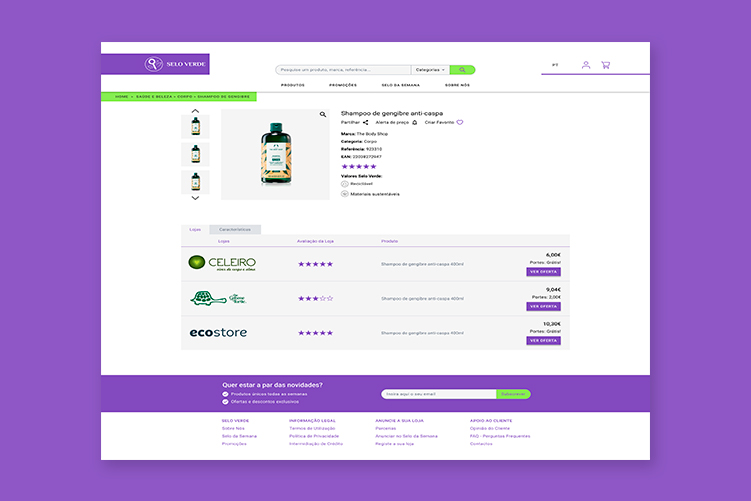 SELO VERDE
Pesquise um produto, marca, referência...
Categorias
PT
PRODUTOS PROMOÇÕES SELO DA SEMANA SOBRE NÓS
HOME > SAÚDE E BELEZA > CORPO > SHAMPOO DE GENGIBRE
Shampoo de gengibre anti-caspa
Partilhar Alerta de preço Criar Favorito
Marca: The Body Shop
Categoria: Corpo
Referência: 923310
EAN:
Valores Selo Verde:
Reciclável
Materiais sustentáveis
Lojas Características
Lojas Avaliação da Loja Produto
CELEIRO
viver de corpo e alma
Shampoo de gengibre anti-caspa 400ml
6,00€
Portes: Grátis!
VER OFERTA
Shampoo de gengibre anti-caspa 400ml
9,04€
Portes: 2,00€
VER OFERTA
ecostore
Shampoo de gengibre anti-caspa 400ml
10,30€
Portes: Grátis!
VER OFERTA
Quer estar a par das novidades?
Produtos únicos todas as semanas
Ofertas e descontos exclusivos
Insira aqui o seu email
Subscrever
SELO VERDE INFORMAÇÃO LEGAL ANUNCIE A SUA LOJA APOIO AO CLIENTE
Sobre Nós Termos de Utilização Parcerias Opinião do Cliente
Selo da Semana Política de Privacidade Anunciar no Selo da Semana FAQ - Perguntas Frequentes
Promoções Intermediação de Crédito Registe a sua loja Contactos